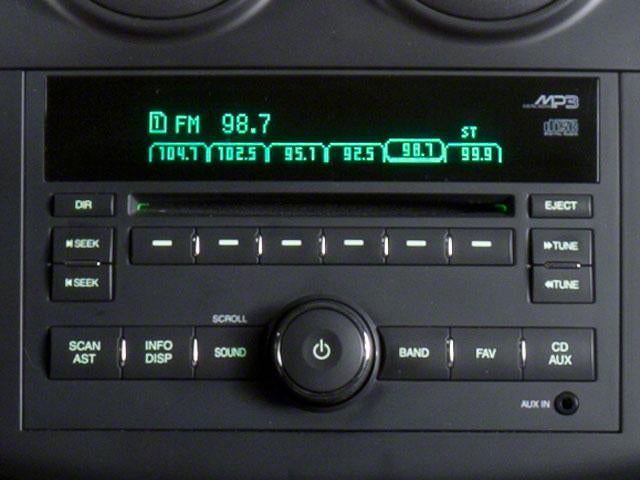 MP3
1 FM 98.7
ST
104.7 102.5 95.1 92.5 98.7 99.9
DIR
EJECT
SEEK
TUNE
SEEK
TUNE
SCROLL
SCAN AST
INFO DISP
SOUND
BAND
FAV
CD AUX
AUX IN